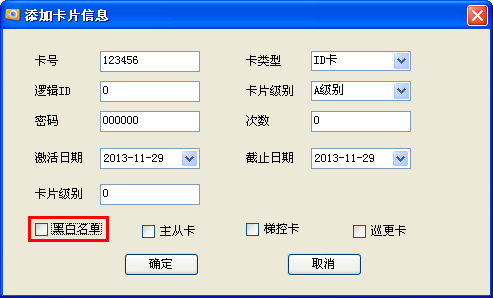 添加卡片信息
卡号 123456 卡类型 ID卡
逻辑ID 0 卡片级别 A级别
密码 000000 次数 0
激活日期 2013-11-29 截止日期 2013-11-29
卡片级别 0
黑白名单 主从卡 梯控卡 巡更卡
确定 取消